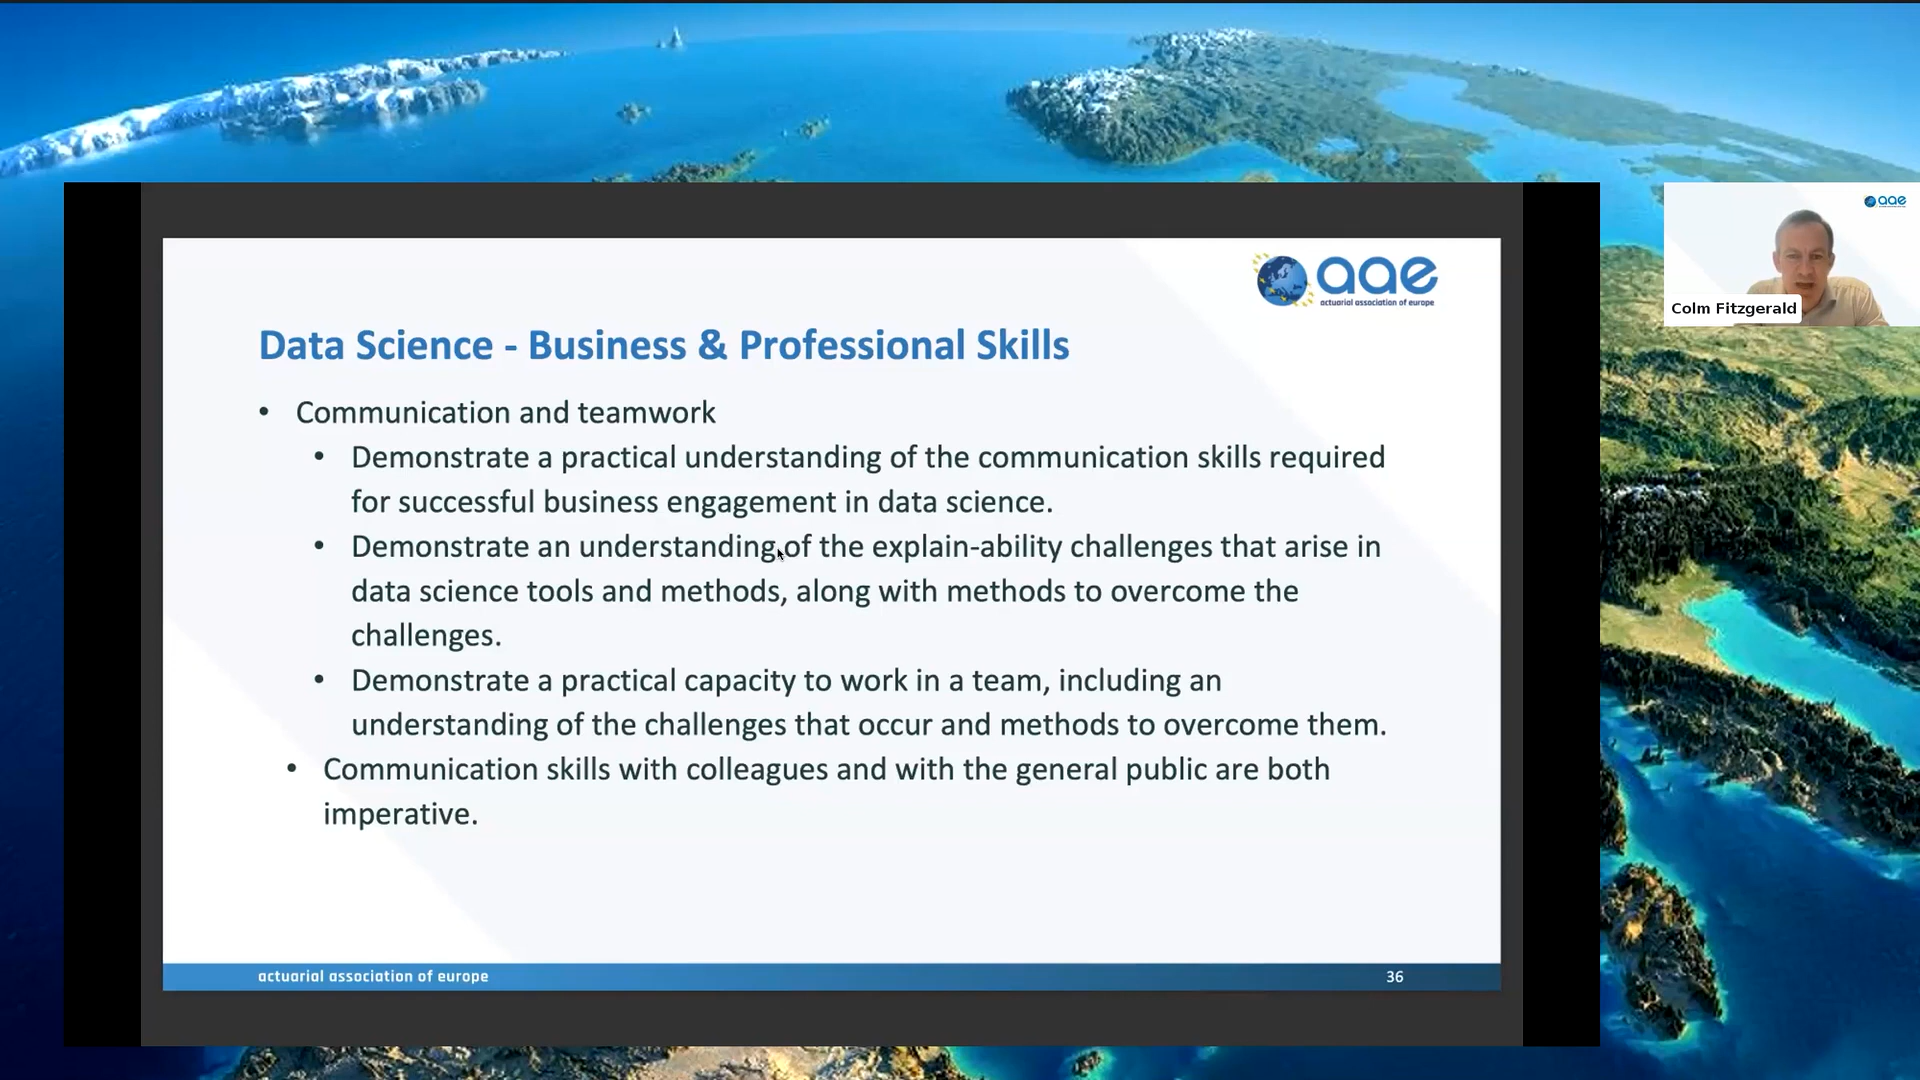 aae
actuarial association of europe
aae
Colm Fitzgerald
Data Science - Business & Professional Skills
• Communication and teamwork
• Demonstrate a practical understanding of the communication skills required
for successful business engagement in data science.
• Demonstrate an understanding of the explain-ability challenges that arise in
data science tools and methods, along with methods to overcome the
challenges.
• Demonstrate a practical capacity to work in a team, including an
understanding of the challenges that occur and methods to overcome them.
• Communication skills with colleagues and with the general public are both
imperative.
actuarial association of europe
36